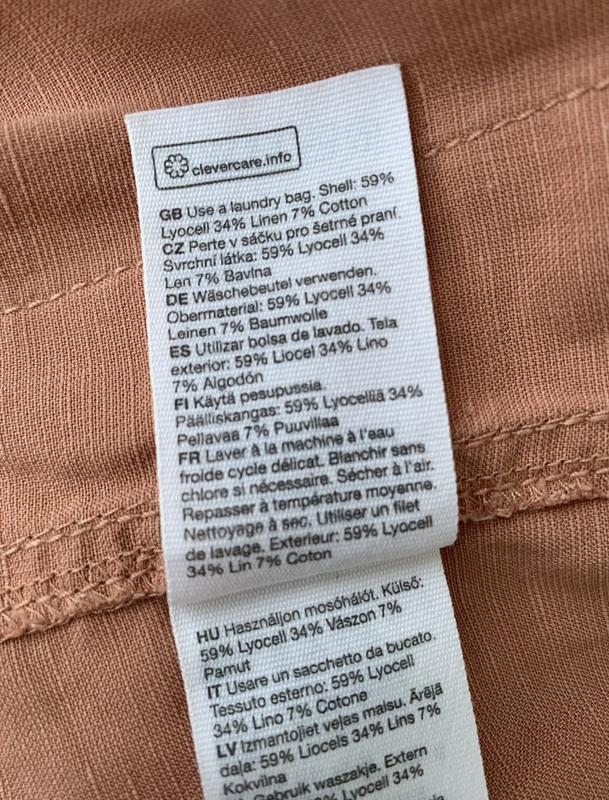 clevercare.info
GB Use a laundry bag. Shell: 59%
Lyocell 34% Linen 7% Cotton
CZ Perte v sáčku pro šetrné praní.
Svrchní látka: 59% Lyocell 34%
Len 7% Bavlna
DE Wäschebeutel verwenden.
Obermaterial: 59% Lyocell 34%
Leinen 7% Baumwolle
ES Utilizar bolsa de lavado. Tela
exterior: 59% Liocel 34% Lino
7% Algodón
FI Käytä pesupussia.
Päälliskangas: 59% Lyocelliä 34%
Pellavaa 7% Puuvillaa
FR Laver à la machine à l'eau
froide cycle délicat. Blanchir sans
chlore si nécessaire. Sécher à l'air.
Repasser à température moyenne.
Nettoyage à sec. Utiliser un filet
de lavage. Exterieur: 59% Lyocell
34% Lin 7% Coton
HU Használjon mosóhálót. Külső:
59% Lyocell 34% Vászon 7%
Pamut
IT Usare un sacchetto da bucato.
Tessuto esterno: 59% Lyocell
34% Lino 7% Cotone
LV Izmantojiet veļas maisu. Ārējā
daļa: 59% Liocels 34% Lins 7%
Kokvilna
Gebruik waszakje. Extern
Lyocell 34%